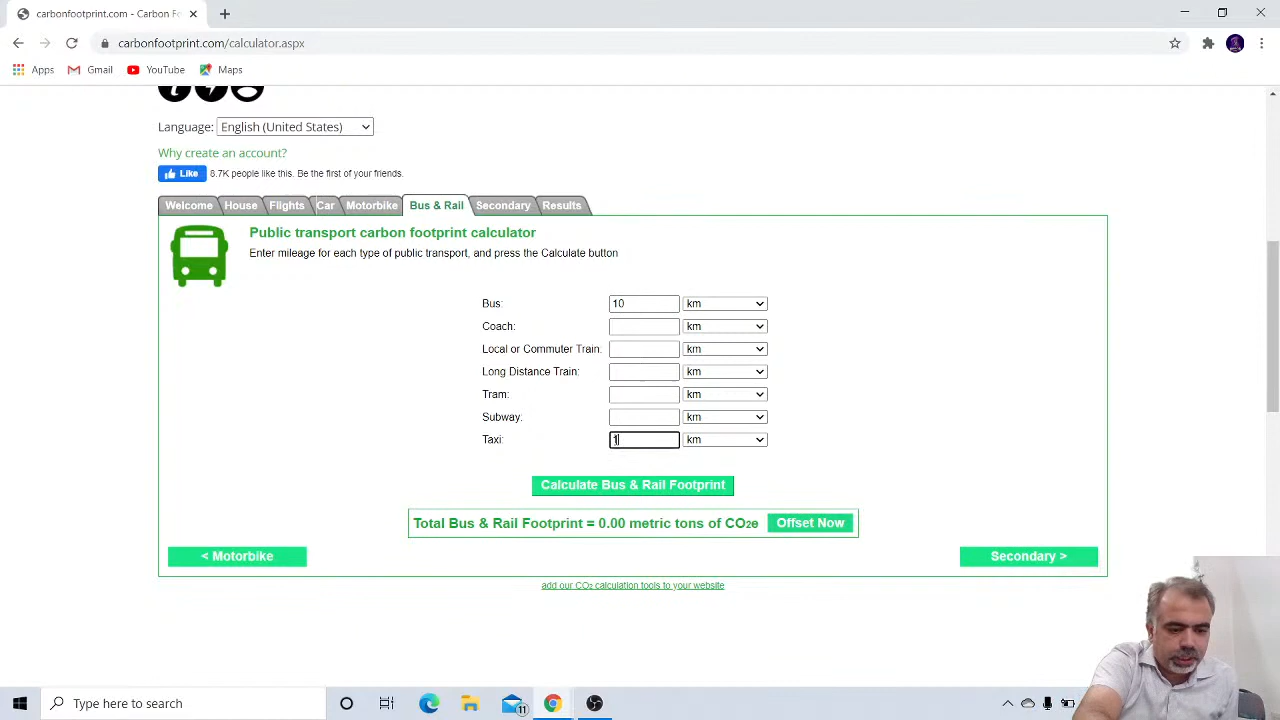 carbonfootprint.com - Carbon Fo
carbonfootprint.com/calculator.aspx
Apps Gmail YouTube Maps
Language: English (United States)
Why create an account?
Like 8.7K people like this. Be the first of your friends.
Welcome House Flights Car Motorbike Bus & Rail Secondary Results
Public transport carbon footprint calculator
Enter mileage for each type of public transport, and press the Calculate button
Bus: 10 km
Coach: km
Local or Commuter Train: km
Long Distance Train: km
Tram: km
Subway: km
Taxi: 1 km
Calculate Bus & Rail Footprint
Total Bus & Rail Footprint = 0.00 metric tons of CO2e Offset Now
< Motorbike Secondary >
add our CO2 calculation tools to your website
Type here to search 11